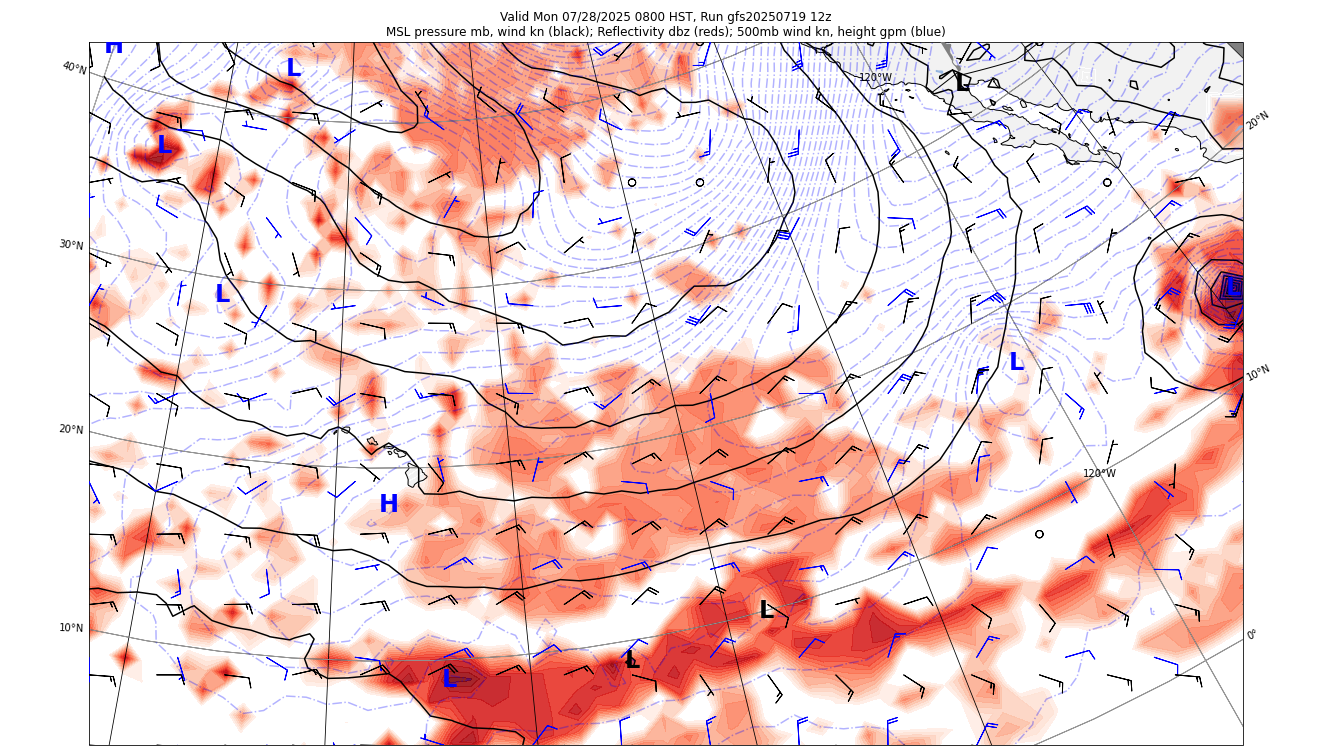 Valid Mon 07/28/2025 0800 HST, Run gfs20250719 12z
MSL pressure mb, wind kn (black); Reflectivity dbz (reds); 500mb wind kn, height gpm (blue)
H
L
40°N
120°W
L
20°N
L
30°N
L
L
10°N
20°N
H
120°W
L
10°N
0°
L
L